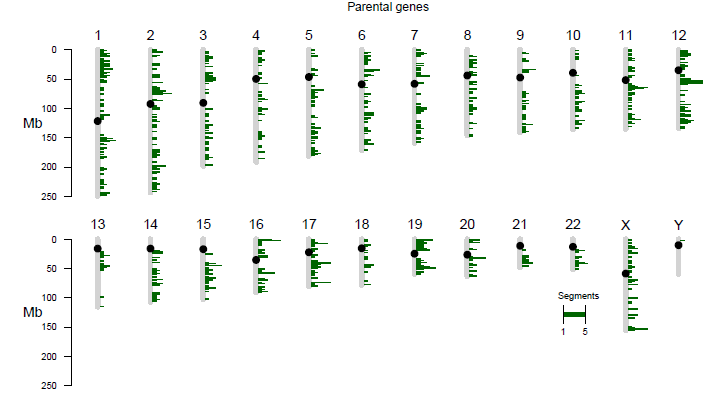 Parental genes
1 2 3 4 5 6 7 8 9 10 11 12
0
50
100
Mb
150
200
250
13 14 15 16 17 18 19 20 21 22 X Y
0
50
100
Mb
150
200
250
Segments
1 5